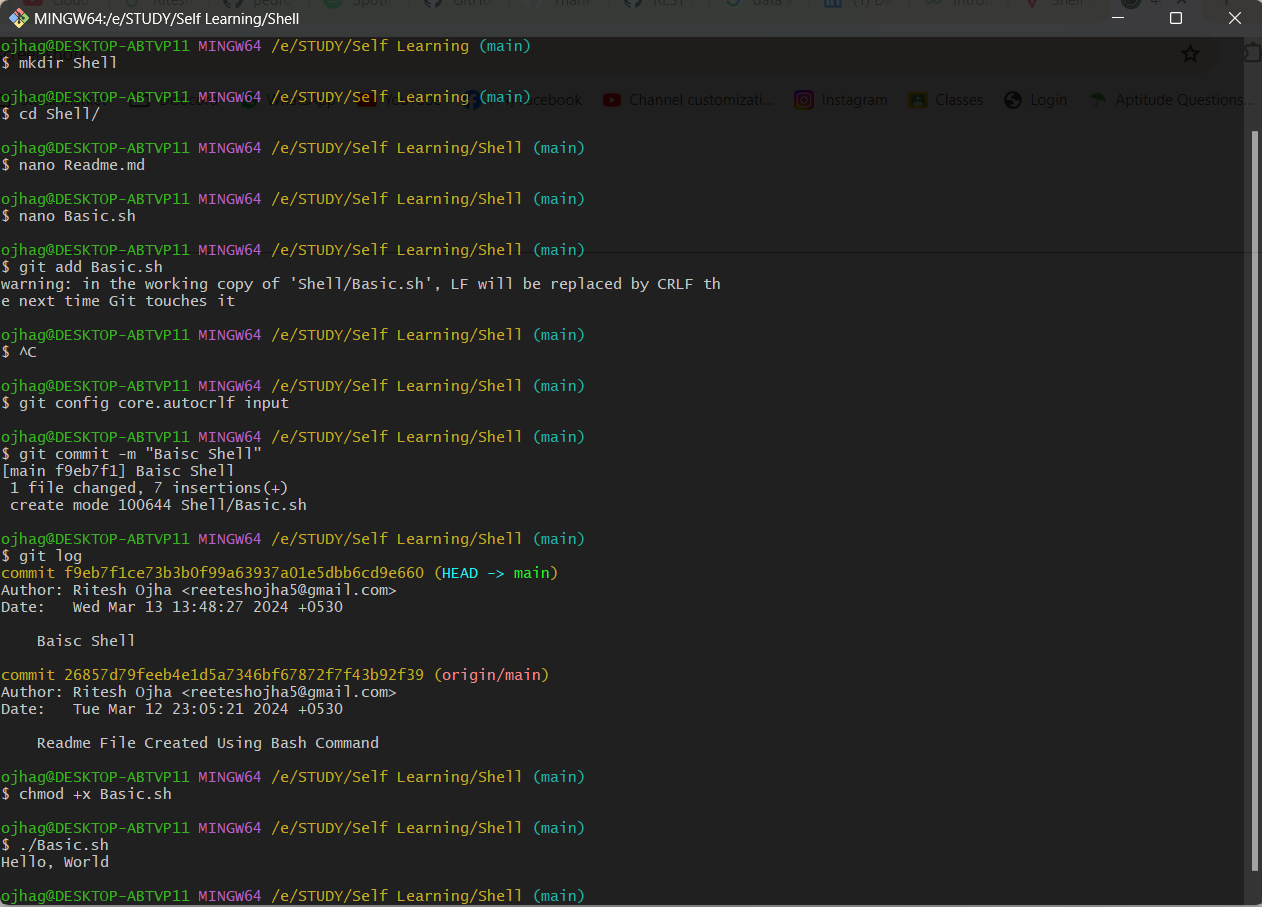 MINGW64:/e/STUDY/Self Learning/Shell
ojhag@DESKTOP-ABTVP11 MINGW64 /e/STUDY/Self Learning (main)
$ mkdir Shell
ojhag@DESKTOP-ABTVP11 MINGW64 /e/STUDY/Self Learning (main)
Channel customizati... Instagram Classes Login Aptitude Questions...
$ cd Shell/
ojhag@DESKTOP-ABTVP11 MINGW64 /e/STUDY/Self Learning/Shell (main)
$ nano Readme.md
ojhag@DESKTOP-ABTVP11 MINGW64 /e/STUDY/Self Learning/Shell (main)
$ nano Basic.sh
ojhag@DESKTOP-ABTVP11 MINGW64 /e/STUDY/Self Learning/Shell (main)
$ git add Basic.sh
warning: in the working copy of 'Shell/Basic.sh', LF will be replaced by CRLF th
e next time Git touches it
ojhag@DESKTOP-ABTVP11 MINGW64 /e/STUDY/Self Learning/Shell (main)
$ ^C
ojhag@DESKTOP-ABTVP11 MINGW64 /e/STUDY/Self Learning/Shell (main)
$ git config core.autocrlf input
ojhag@DESKTOP-ABTVP11 MINGW64 /e/STUDY/Self Learning/Shell (main)
$ git commit -m "Baisc Shell"
[main f9eb7f1] Baisc Shell
 1 file changed, 7 insertions(+)
 create mode 100644 Shell/Basic.sh
ojhag@DESKTOP-ABTVP11 MINGW64 /e/STUDY/Self Learning/Shell (main)
$ git log
commit f9eb7f1ce73b3b0f99a63937a01e5dbb6cd9e660 (HEAD -> main)
Author: Ritesh Ojha <reeteshojha5@gmail.com>
Date:   Wed Mar 13 13:48:27 2024 +0530
    Baisc Shell
commit 26857d79feeb4e1d5a7346bf67872f7f43b92f39 (origin/main)
Author: Ritesh Ojha <reeteshojha5@gmail.com>
Date:   Tue Mar 12 23:05:21 2024 +0530
    Readme File Created Using Bash Command
ojhag@DESKTOP-ABTVP11 MINGW64 /e/STUDY/Self Learning/Shell (main)
$ chmod +x Basic.sh
ojhag@DESKTOP-ABTVP11 MINGW64 /e/STUDY/Self Learning/Shell (main)
$ ./Basic.sh
Hello, World
ojhag@DESKTOP-ABTVP11 MINGW64 /e/STUDY/Self Learning/Shell (main)